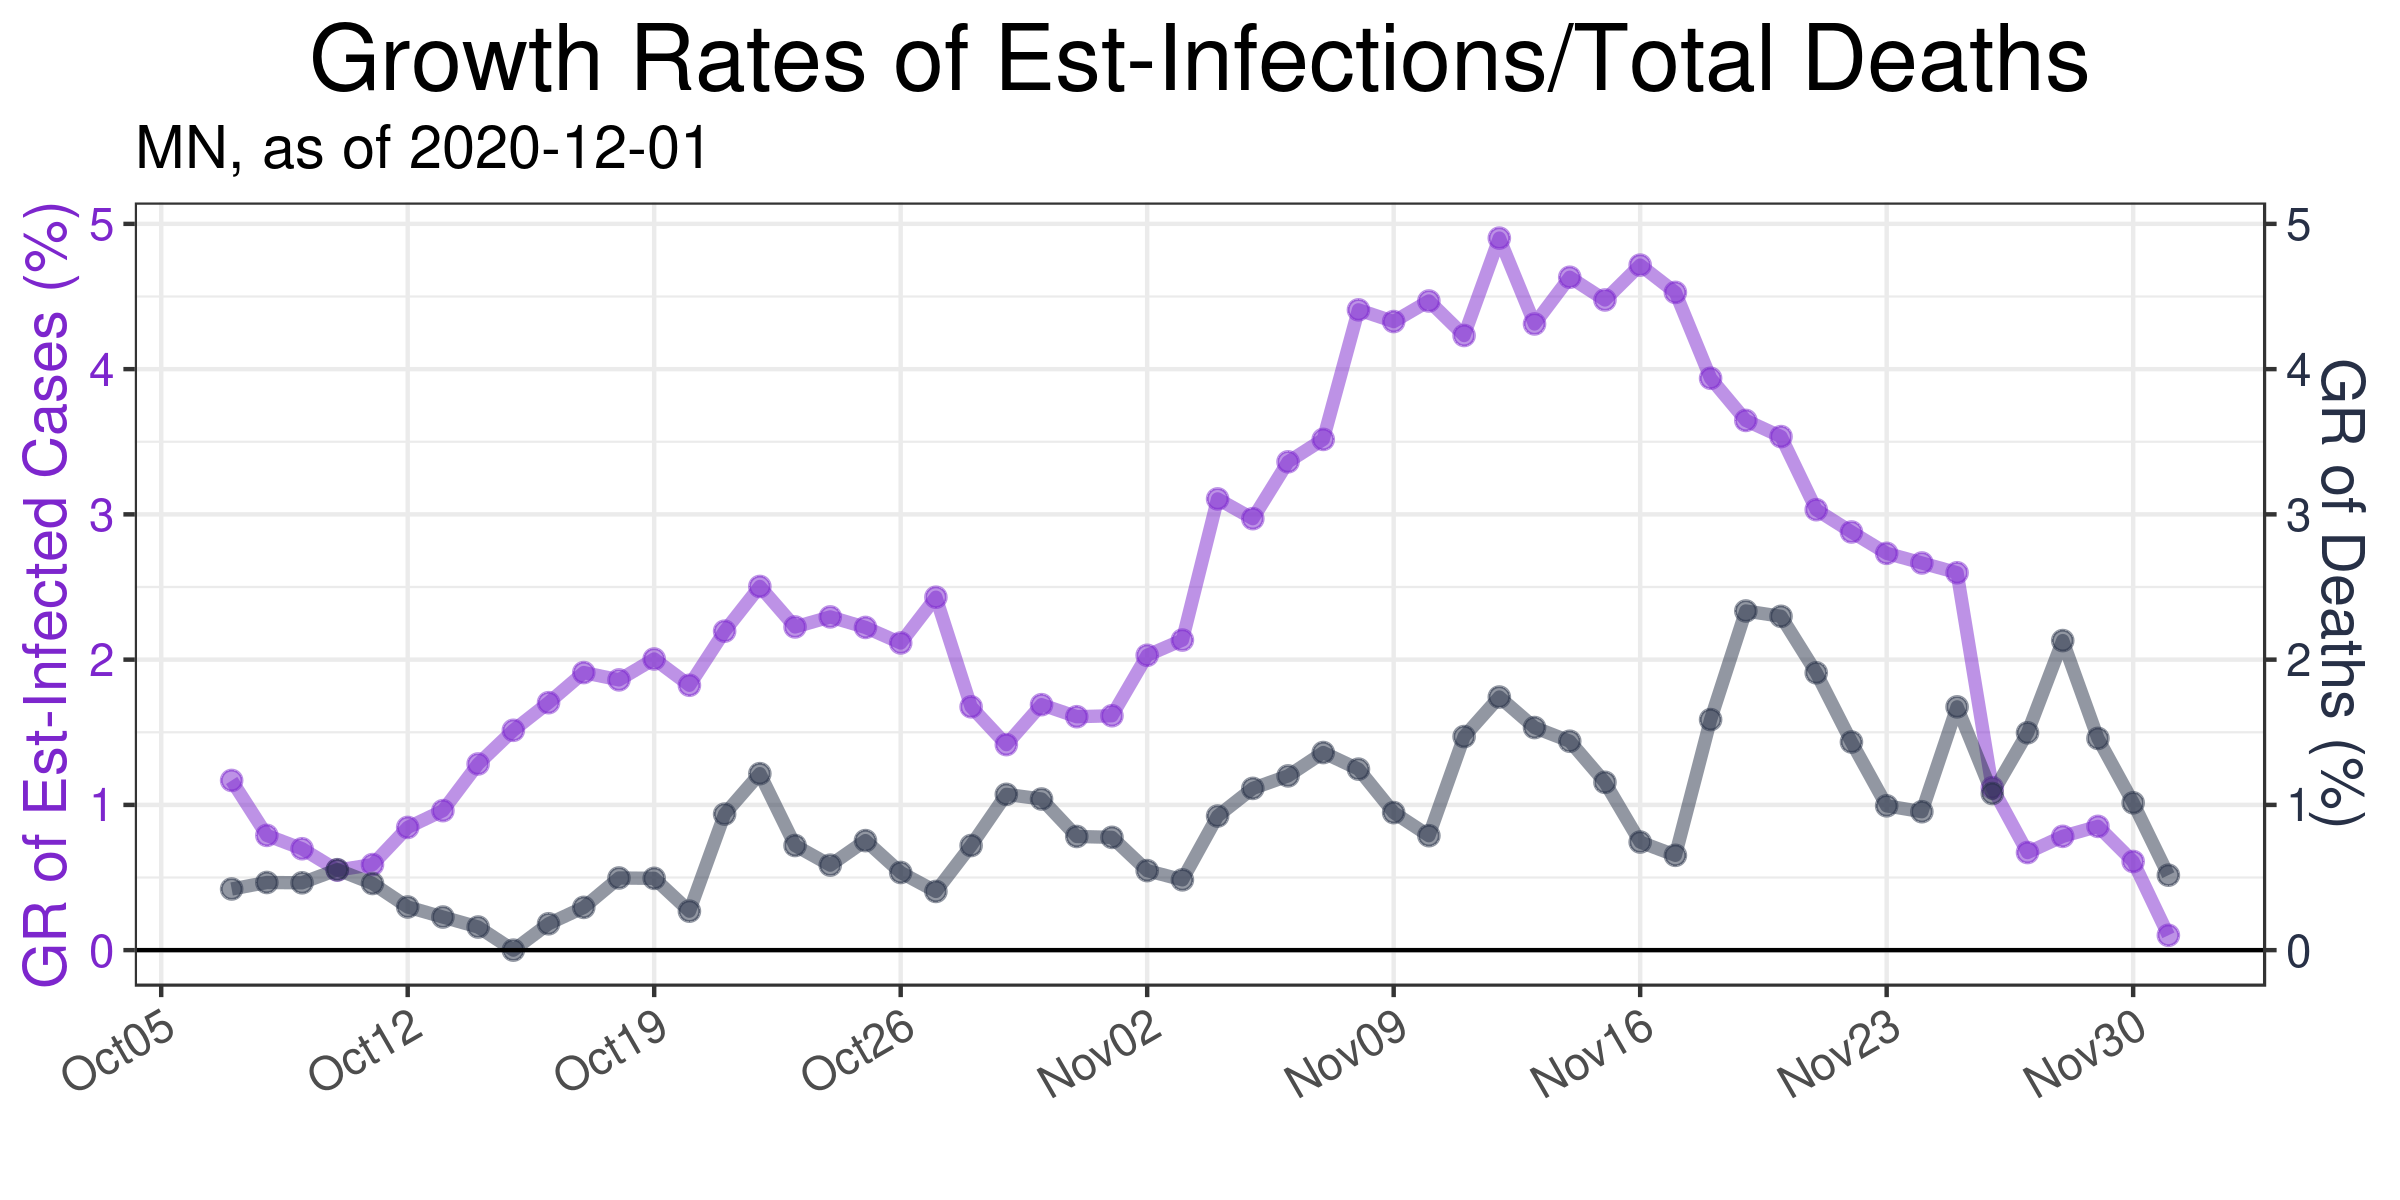 Growth Rates of Est-Infections/Total Deaths
MN, as of 2020-12-01
GR of Est-Infected Cases (%)
5
4
3
2
1
0
5
4
3
2
1
0
GR of Deaths (%)
Oct05
Oct12
Oct19
Oct26
Nov02
Nov09
Nov16
Nov23
Nov30